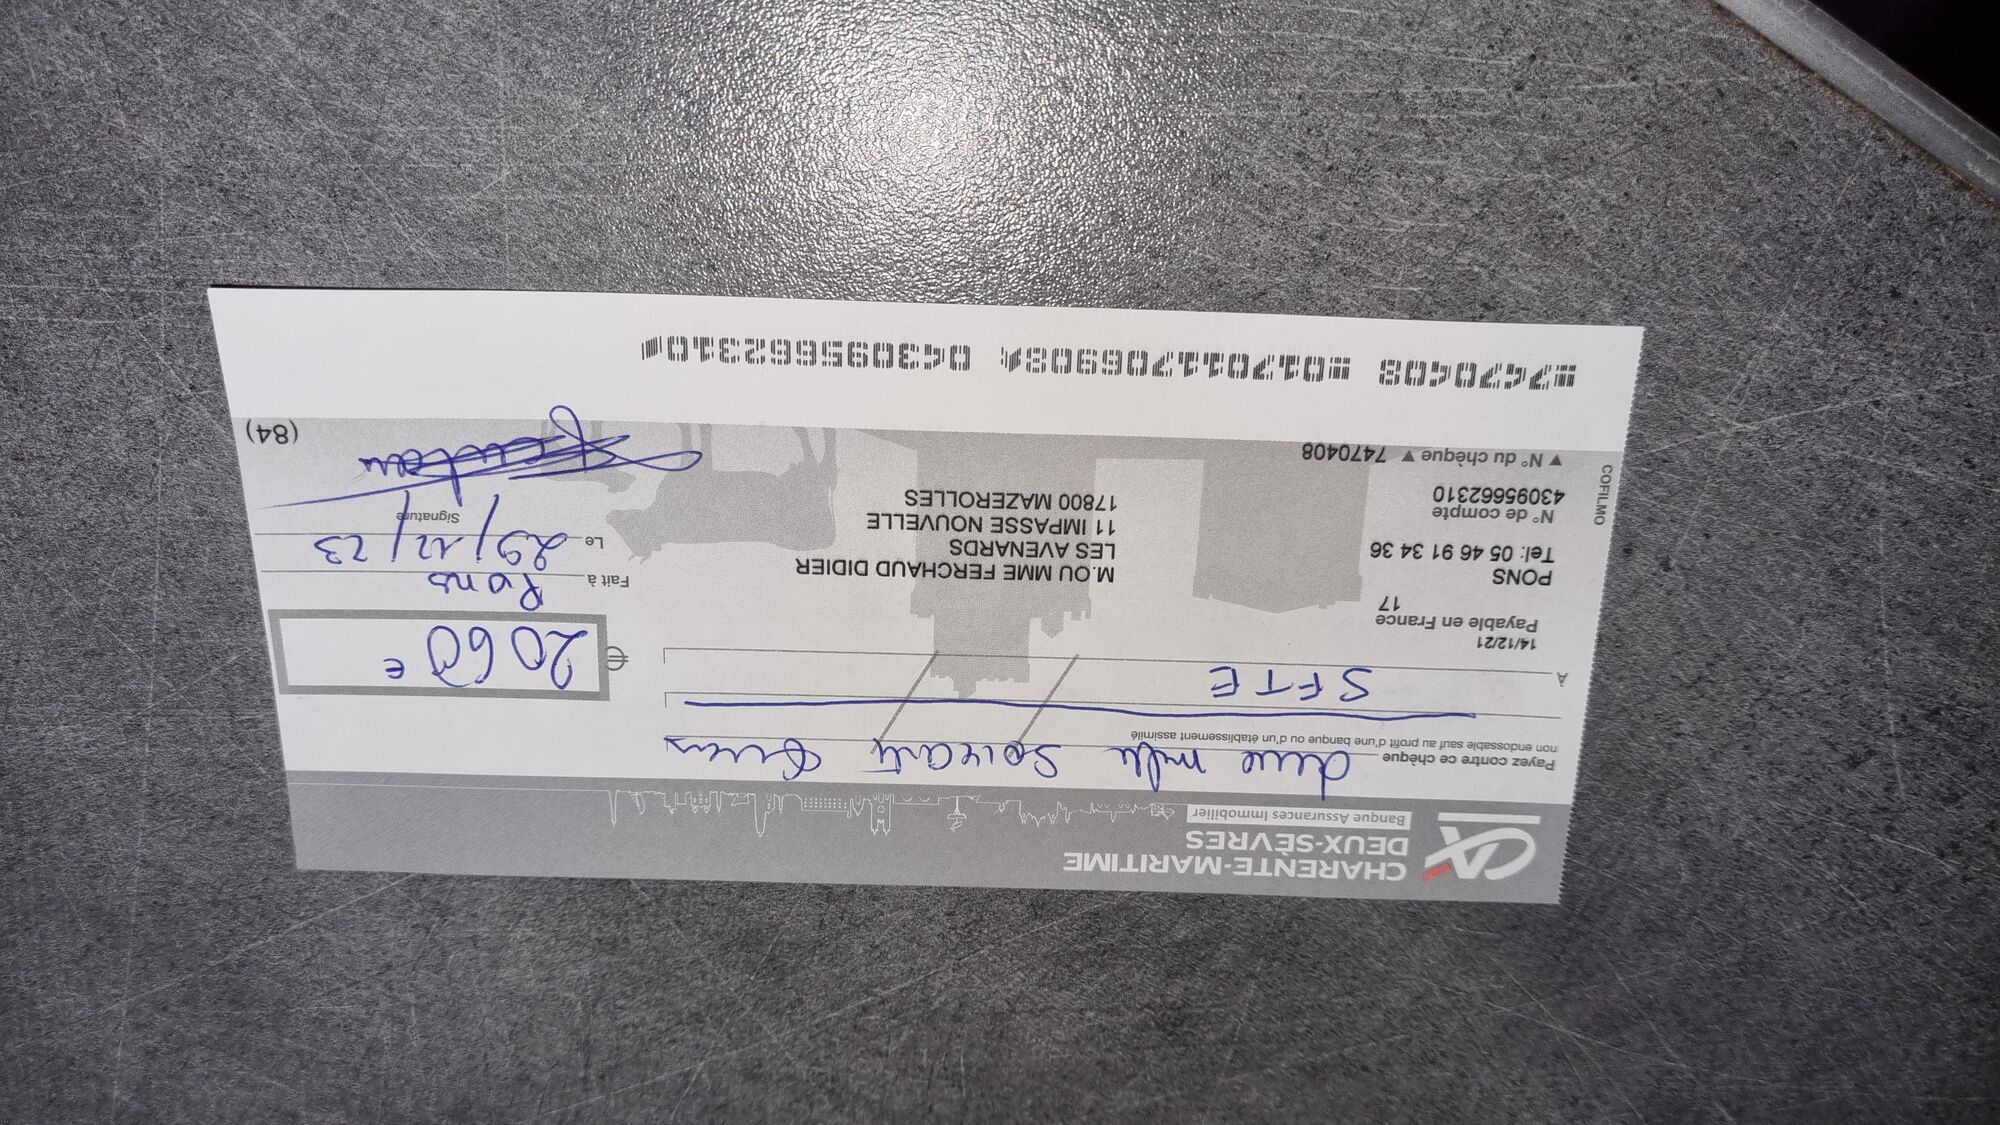 CHARENTE-MARITIME
DEUX-SÈVRES
Banque Assurances Immobilier
Payez contre ce chèque deux mille soixante Euros
non endossable sauf au profit d'une banque ou d'un établissement assimilé
À SFTE
€ 2060 €
14/12/21
Payable en France
17
PONS
Tel: 05 46 91 34 36
N° de compte
43095662310
▼ N° du chèque ▼ 7470408
COFILMO
M.OU MME FERCHAUD DIDIER
LES AVENARDS
11 IMPASSE NOUVELLE
17800 MAZEROLLES
Fait à Pons
Le 29/12/23
Signature
(84)
7470408 017011706908 043095662310